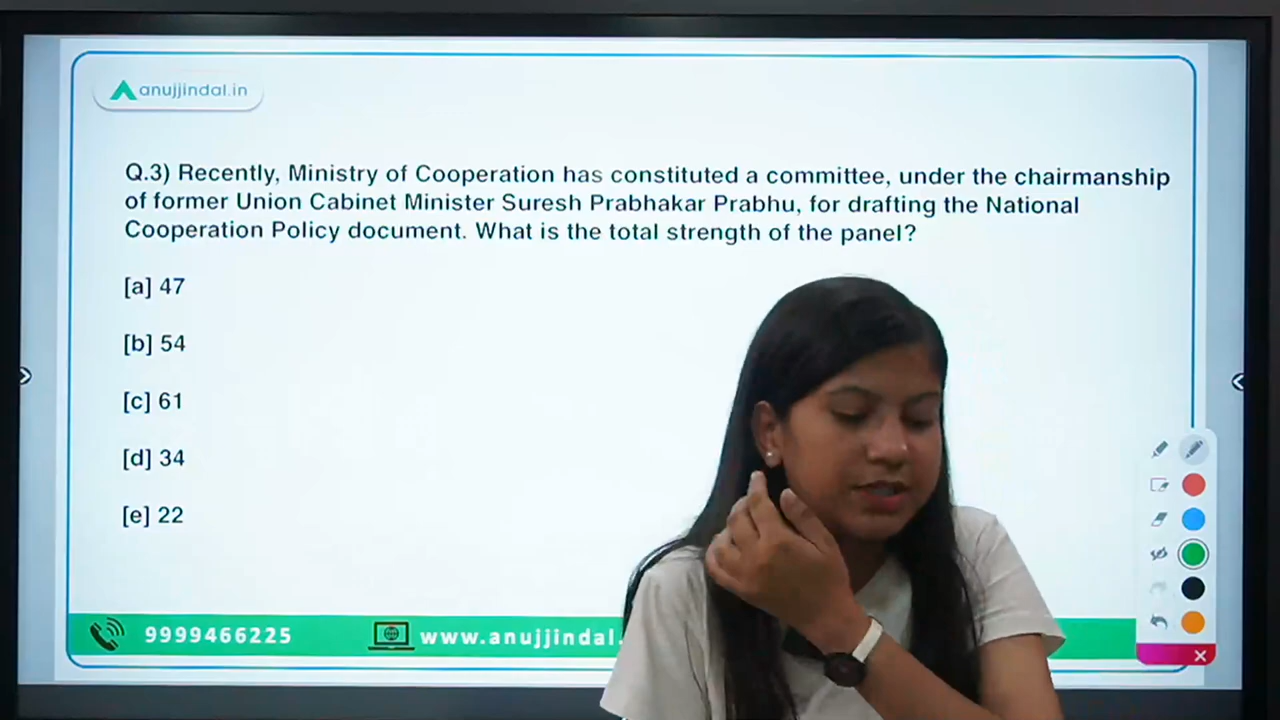 anujjindal.in
Q.3) Recently, Ministry of Cooperation has constituted a committee, under the chairmanship
of former Union Cabinet Minister Suresh Prabhakar Prabhu, for drafting the National
Cooperation Policy document. What is the total strength of the panel?
[a] 47
[b] 54
[c] 61
[d] 34
[e] 22
9999466225 www.anujjindal.